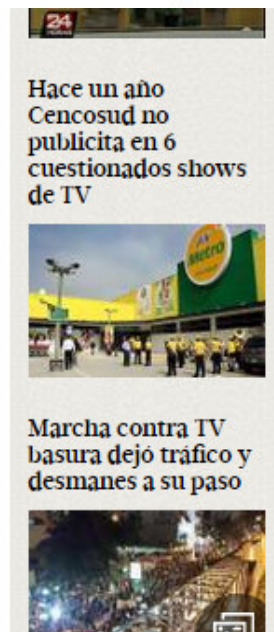 24
HORAS
Hace un año
Cencosud no
publicita en 6
cuestionados shows
de TV
Metro
Marcha contra TV
basura dejó tráfico y
desmanes a su paso